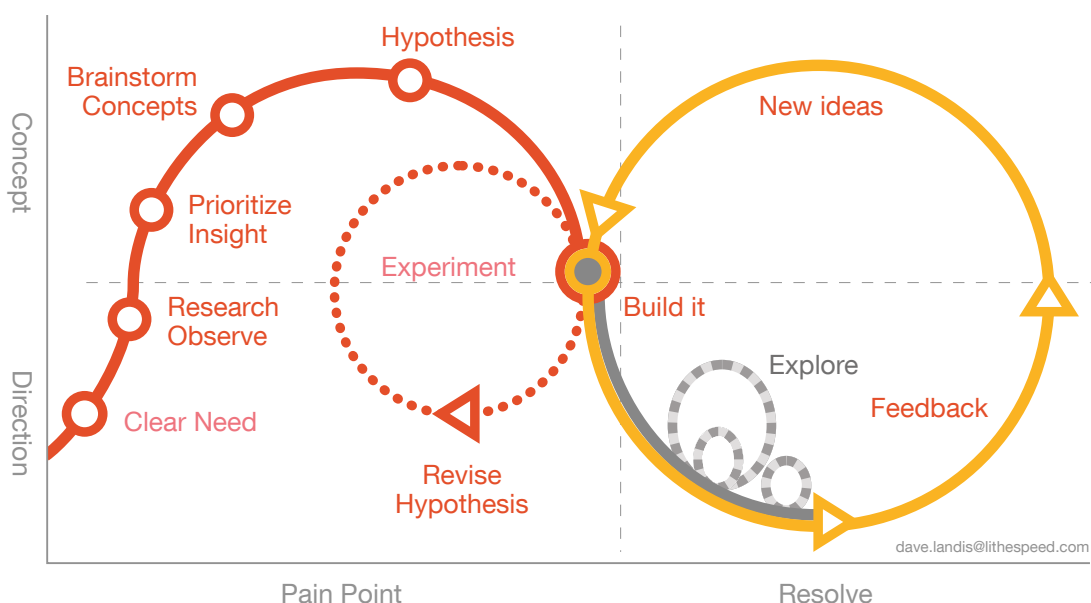 Hypothesis
Brainstorm
Concepts
New ideas
Concept
Prioritize
Insight
Experiment
Research
Observe
Build it
Explore
Direction
Clear Need
Feedback
Revise
Hypothesis
dave.landis@lithespeed.com
Pain Point
Resolve